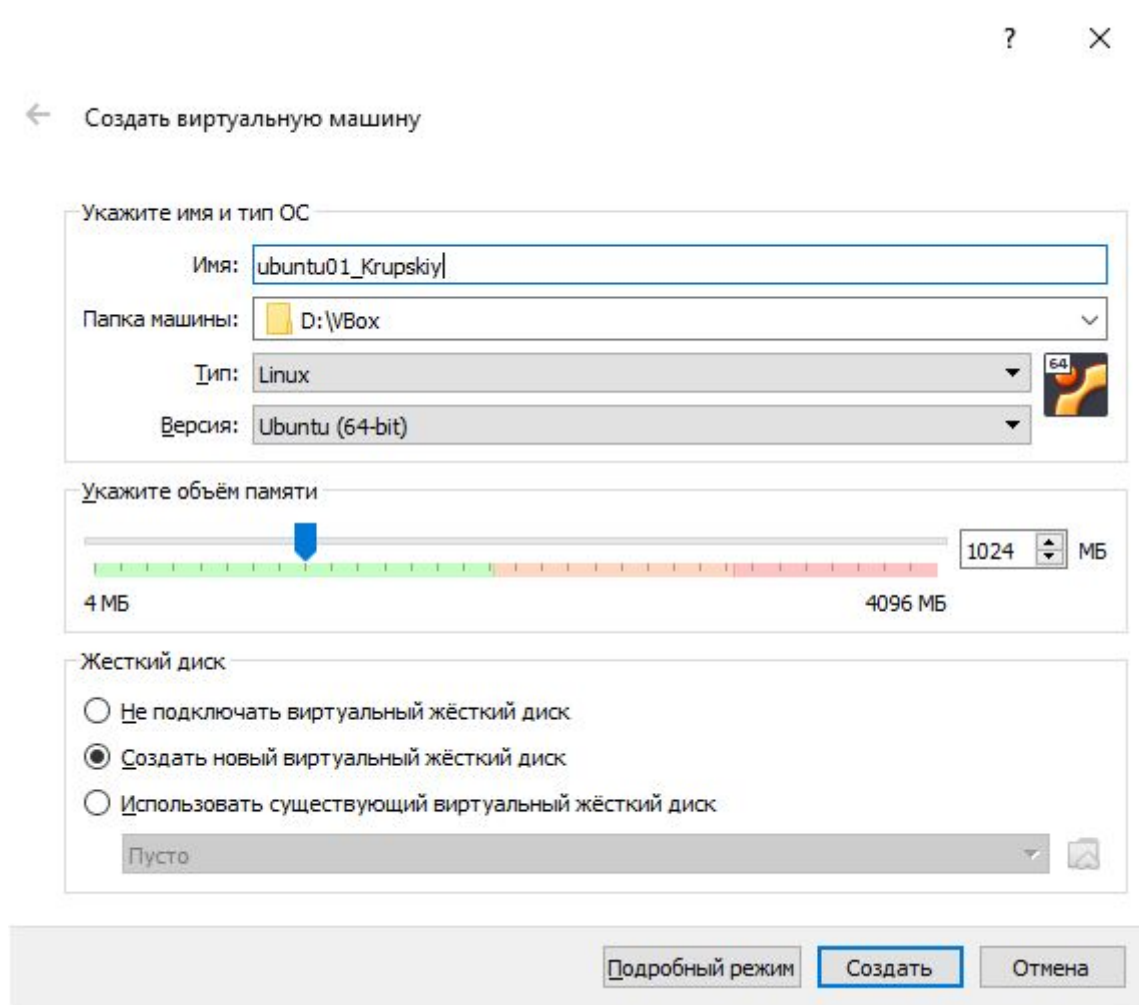 ?
Создать виртуальную машину
Укажите имя и тип ОС
Имя: ubuntu01_Krupskiy
Папка машины: D:\VBox
Тип: Linux
64
Версия: Ubuntu (64-bit)
Укажите объём памяти
1024 МБ
4 МБ 4096 МБ
Жесткий диск
Не подключать виртуальный жёсткий диск
Создать новый виртуальный жёсткий диск
Использовать существующий виртуальный жёсткий диск
Пусто
Подробный режим Создать Отмена